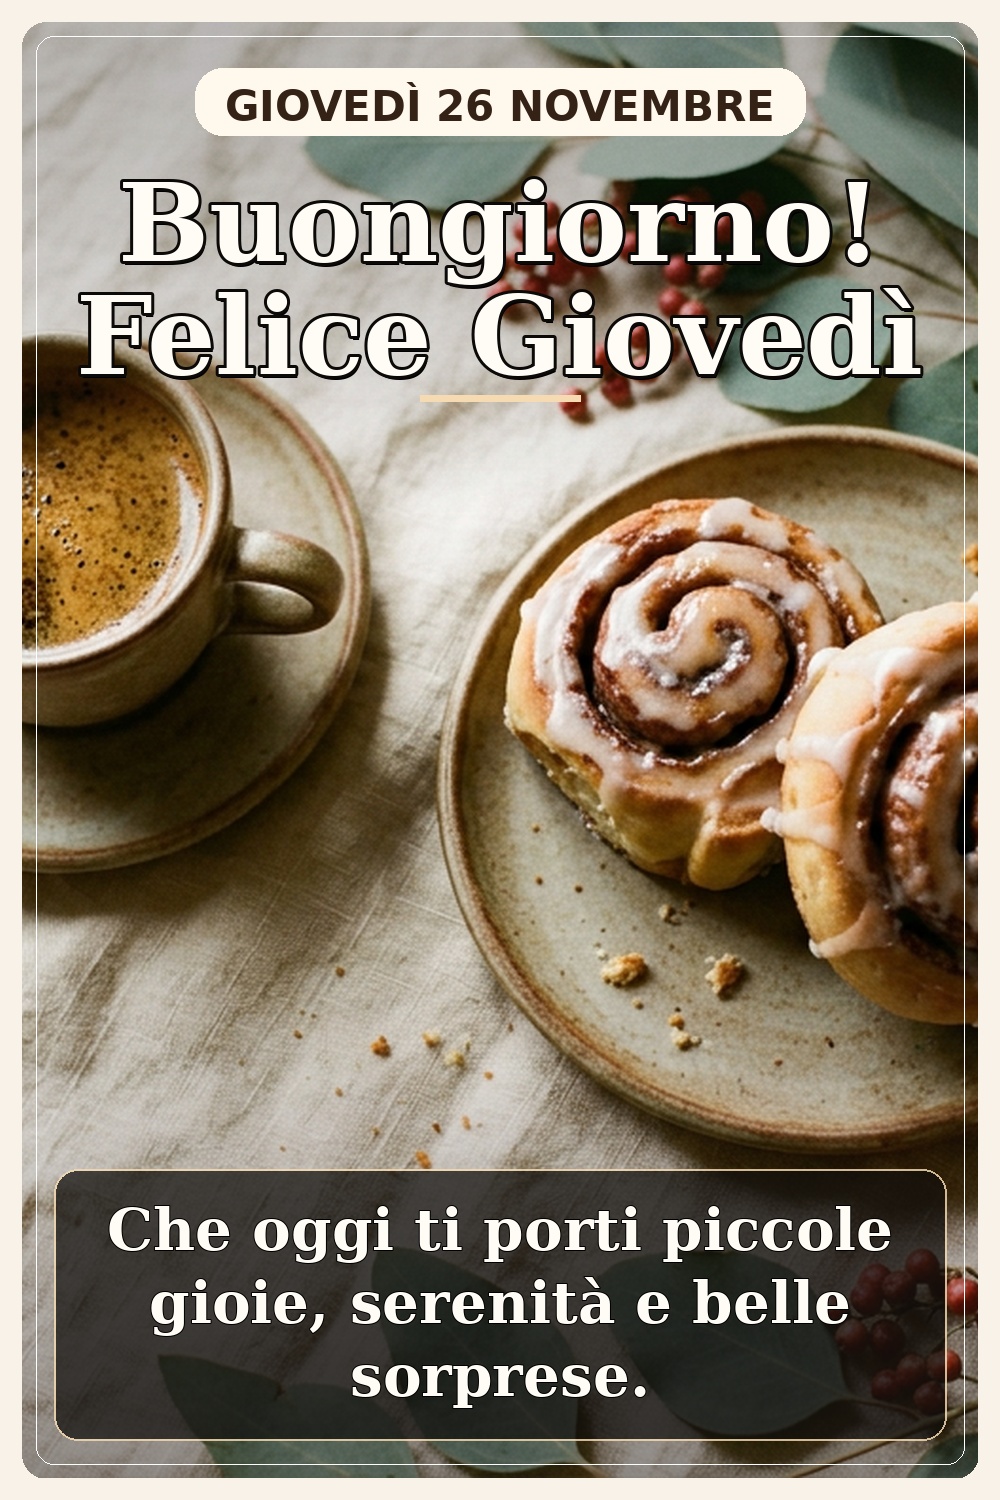 GIOVEDÌ 26 NOVEMBRE
Buongiorno!
Felice Giovedì
Che oggi ti porti piccole
gioie, serenità e belle
sorprese.